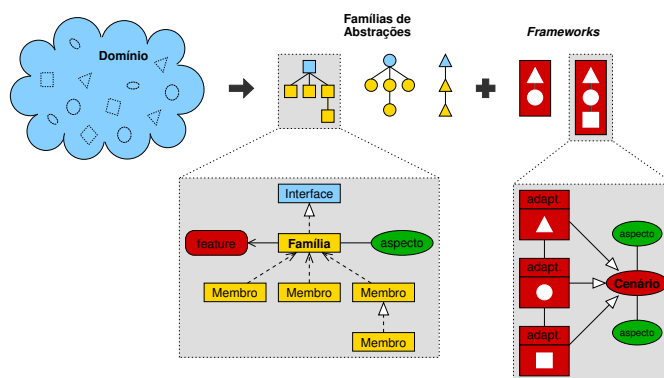 Domínio
Famílias de
Abstrações
Frameworks
Interface
feature
Família
aspecto
Membro
Membro
Membro
Membro
adapt.
adapt.
adapt.
aspecto
Cenário
aspecto